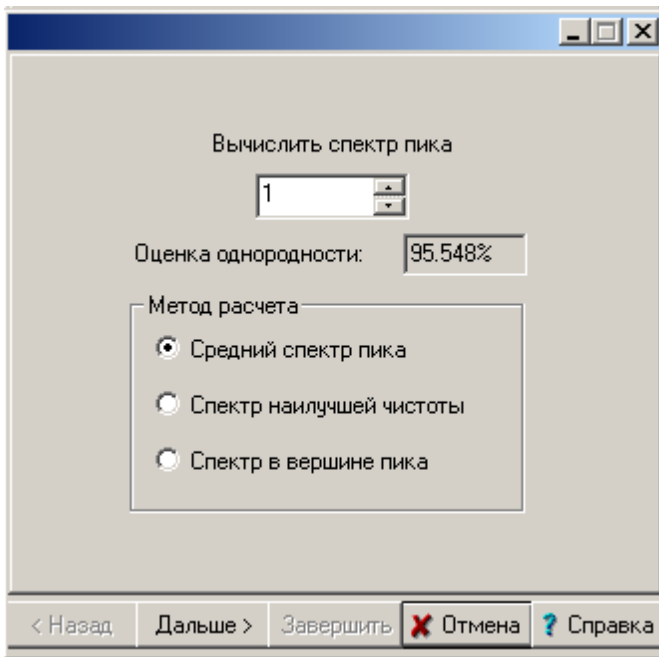 Вычислить спектр пика
1
Оценка однородности: 95.548%
Метод расчета
Средний спектр пика
Спектр наилучшей чистоты
Спектр в вершине пика
< Назад Дальше > Завершить Отмена ? Справка